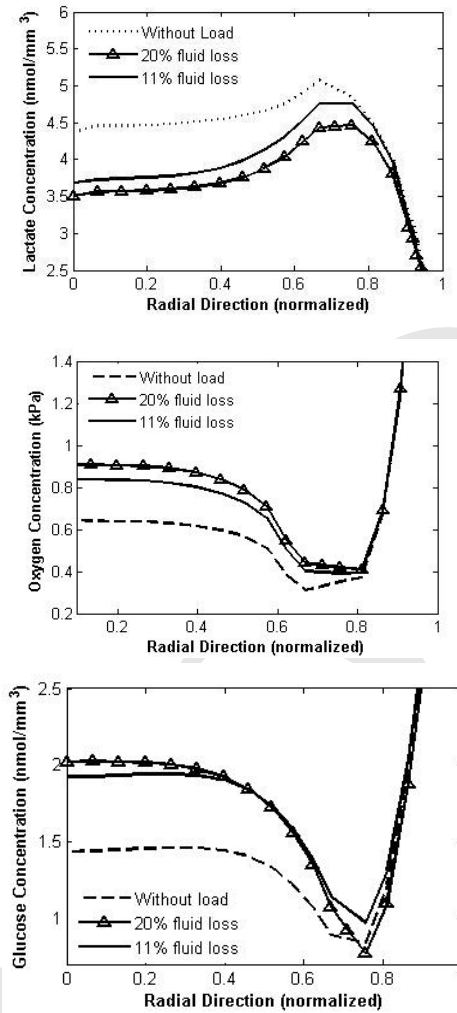 6
5.5
5
4.5
4
3.5
3
2.5
Lactate Concentration (nmol/mm 3)
Without Load
20% fluid loss
11% fluid loss
0 0.2 0.4 0.6 0.8 1
Radial Direction (normalized)
1.4
1.2
1
0.8
0.6
0.4
0.2
Oxygen Concentration (kPa)
Without load
20% fluid loss
11% fluid loss
0.2 0.4 0.6 0.8 1
Radial Direction (normalized)
2.5
2
1.5
1
Glucose Concentration (nmol/mm 3)
Without load
20% fluid loss
11% fluid loss
0 0.2 0.4 0.6 0.8 1
Radial Direction (normalized)